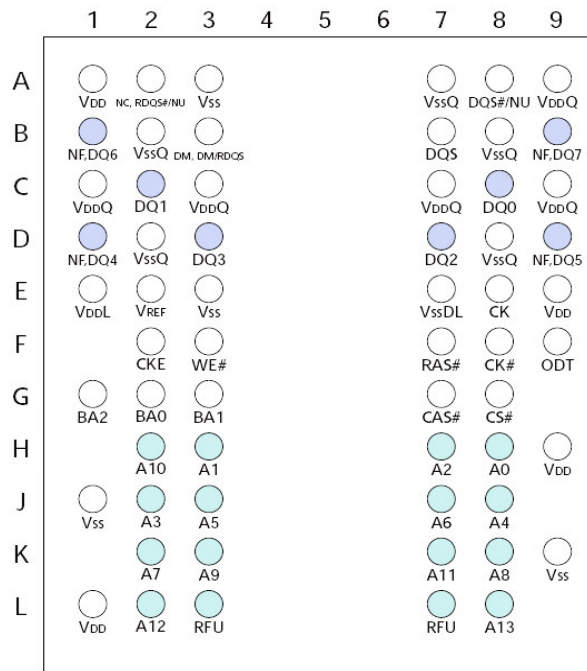 1 2 3 4 5 6 7 8 9
A
VDD NC, RDQS#/NU Vss VssQ DQS#/NU VDDQ
B
NF,DQ6 VssQ DM, DM/RDQS DQS VssQ NF,DQ7
C
VDDQ DQ1 VDDQ VDDQ DQ0 VDDQ
D
NF,DQ4 VssQ DQ3 DQ2 VssQ NF,DQ5
E
VDDL VREF Vss VssDL CK VDD
F
CKE WE# RAS# CK# ODT
G
BA2 BA0 BA1 CAS# CS#
H
A10 A1 A2 A0 VDD
J
Vss A3 A5 A6 A4
K
A7 A9 A11 A8 Vss
L
VDD A12 RFU RFU A13